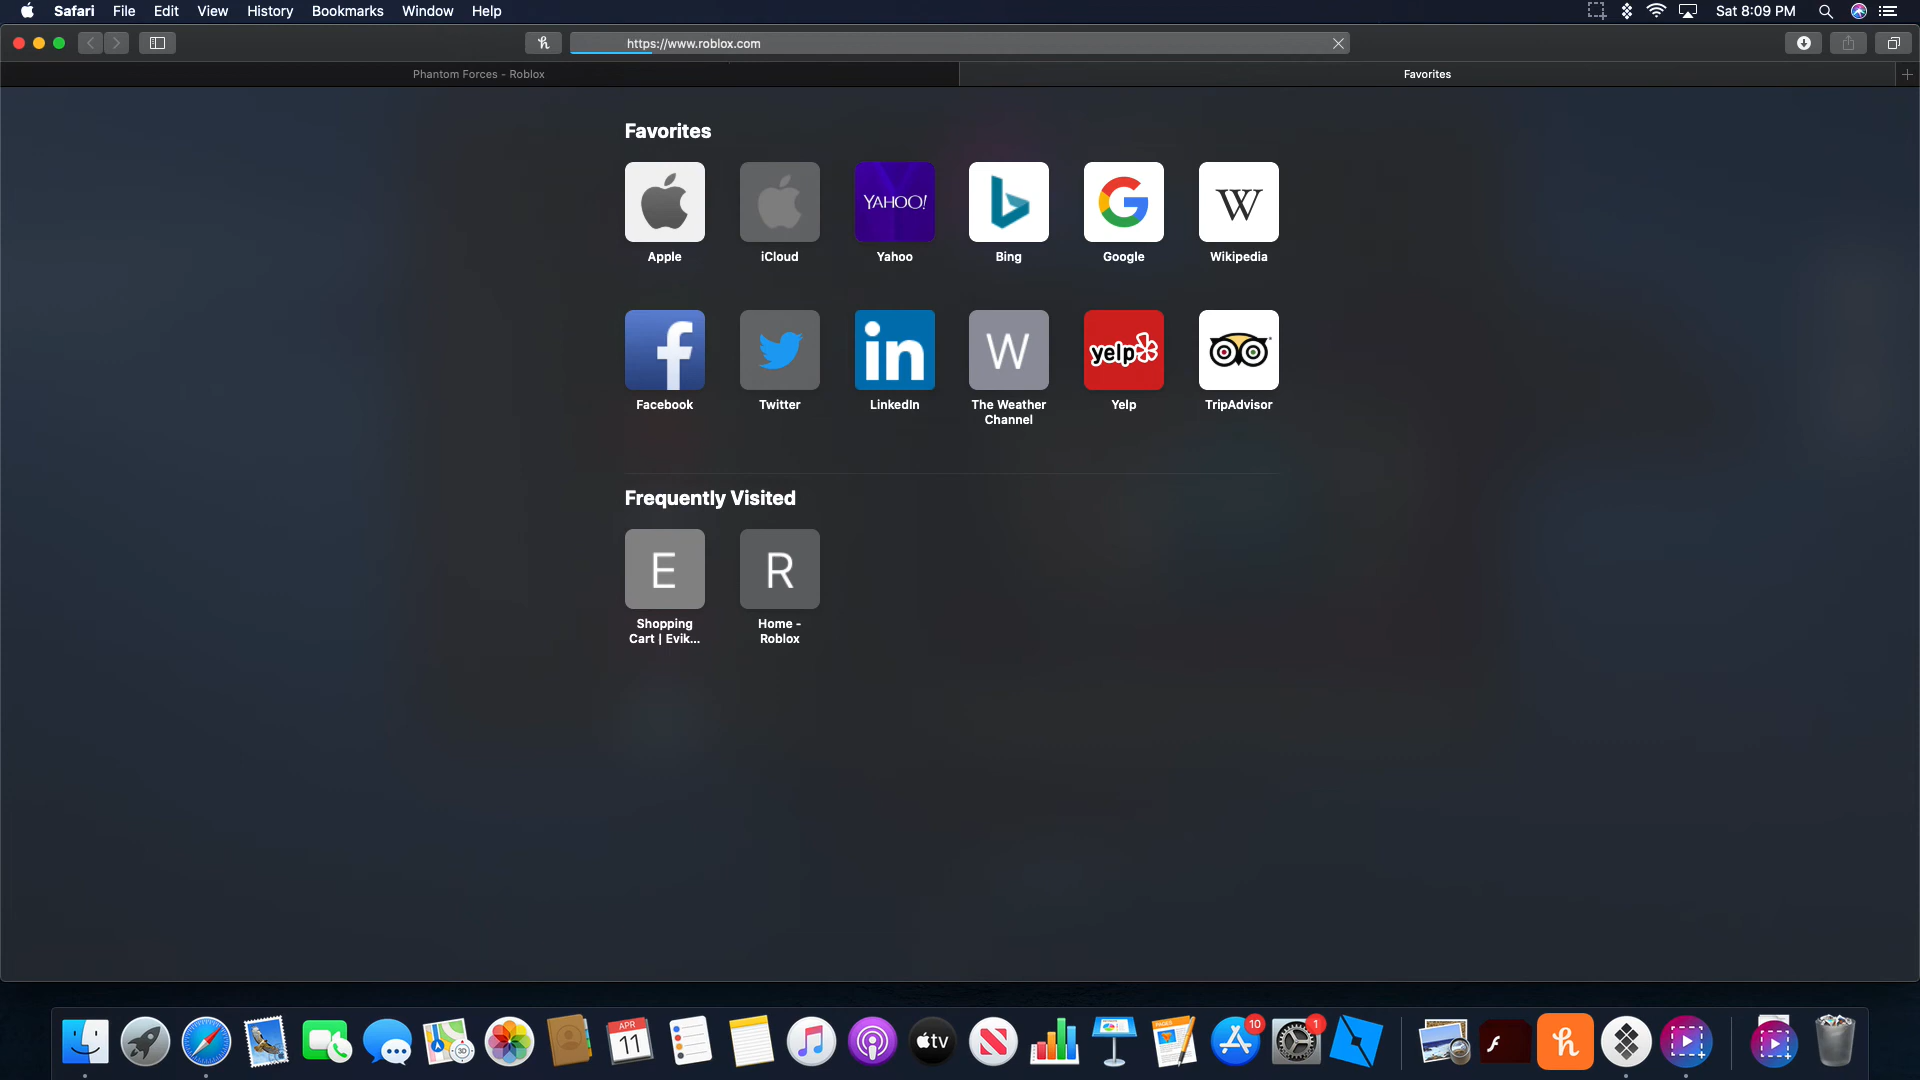 Safari File Edit View History Bookmarks Window Help
Sat 8:09 PM
https://www.roblox.com
Phantom Forces - Roblox
Favorites
Favorites
YAHOO!
W
Apple
iCloud
Yahoo
Bing
Google
Wikipedia
in
W
yelp
Facebook
Twitter
LinkedIn
The Weather
Channel
Yelp
TripAdvisor
Frequently Visited
E
R
Shopping
Cart | Evik...
Home -
Roblox
APR
11
3D
tv
PAGES
10
1